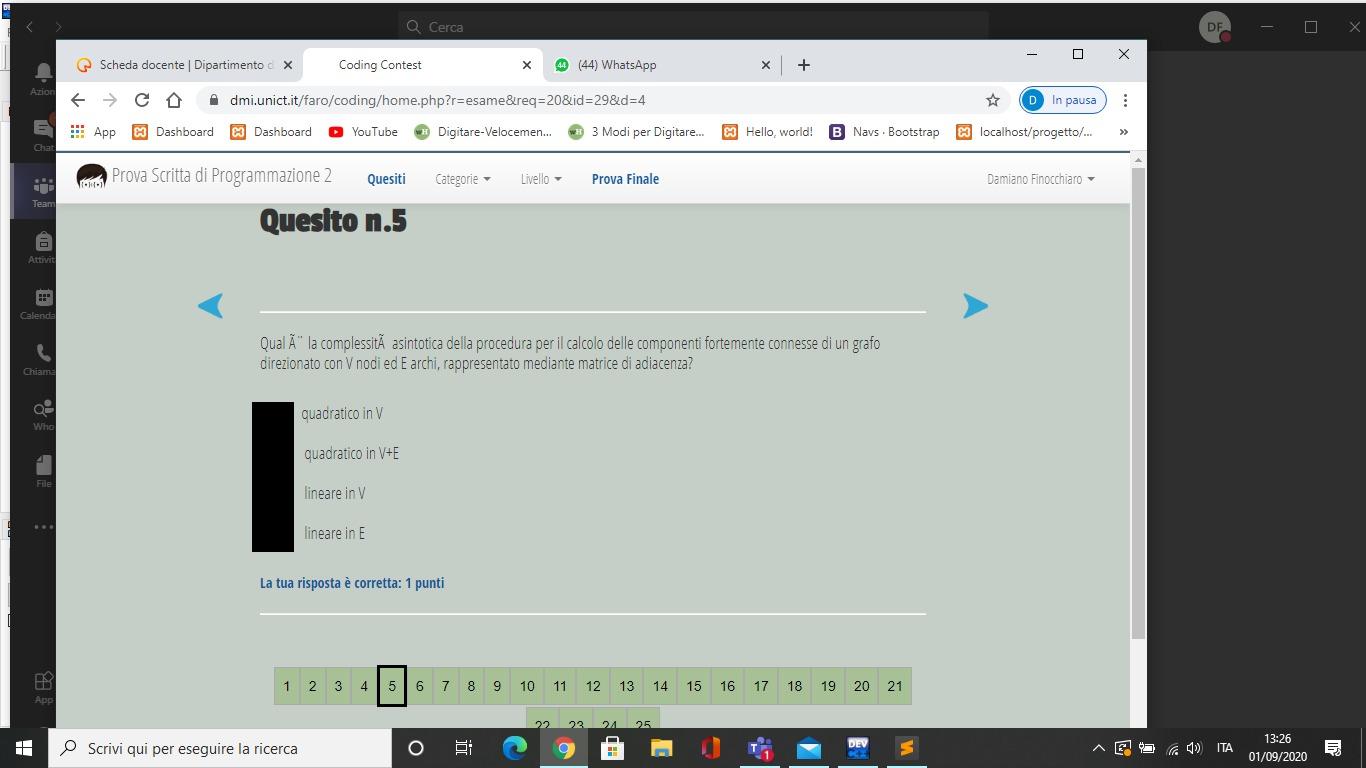 Cerca
DF
Scheda docente | Dipartimento d
Coding Contest
(44) WhatsApp
dmi.unict.it/faro/coding/home.php?r=esame&req=20&id=29&d=4
D In pausa
App Dashboard Dashboard YouTube Digitare-Velocemen... 3 Modi per Digitare... Hello, world! Navs · Bootstrap localhost/progetto/... »
Prova Scritta di Programmazione 2 Quesiti Categorie Livello Prova Finale Damiano Finocchiaro
Azion
Chat
Team
Attivit
Calenda
Chiama
Who
File
App
Quesito n.5
Qual Ã¨ la complessitÃ asintotica della procedura per il calcolo delle componenti fortemente connesse di un grafo
direzionato con V nodi ed E archi, rappresentato mediante matrice di adiacenza?
quadratico in V
quadratico in V+E
lineare in V
lineare in E
La tua risposta è corretta: 1 punti
1 2 3 4 5 6 7 8 9 10 11 12 13 14 15 16 17 18 19 20 21
22 23 24 25
Scrivi qui per eseguire la ricerca
1
DEV
ITA
13:26
01/09/2020